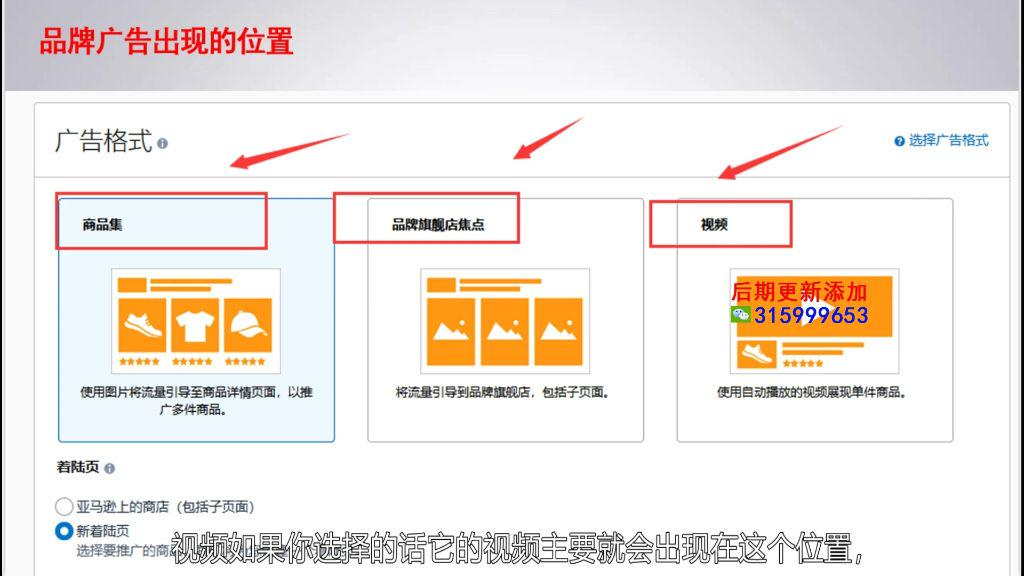 品牌广告出现的位置
广告格式
选择广告格式
商品集
品牌旗舰店焦点
视频
后期更新添加
315999653
使用图片将流量引导至商品详情页面，以推
广多件商品。
将流量引导到品牌旗舰店，包括子页面。
使用自动播放的视频展现单件商品。
着陆页
亚马逊上的商店（包括子页面）
新着陆页
选择要推广的商
视频如果你选择的话它的视频主要就会出现在这个位置,